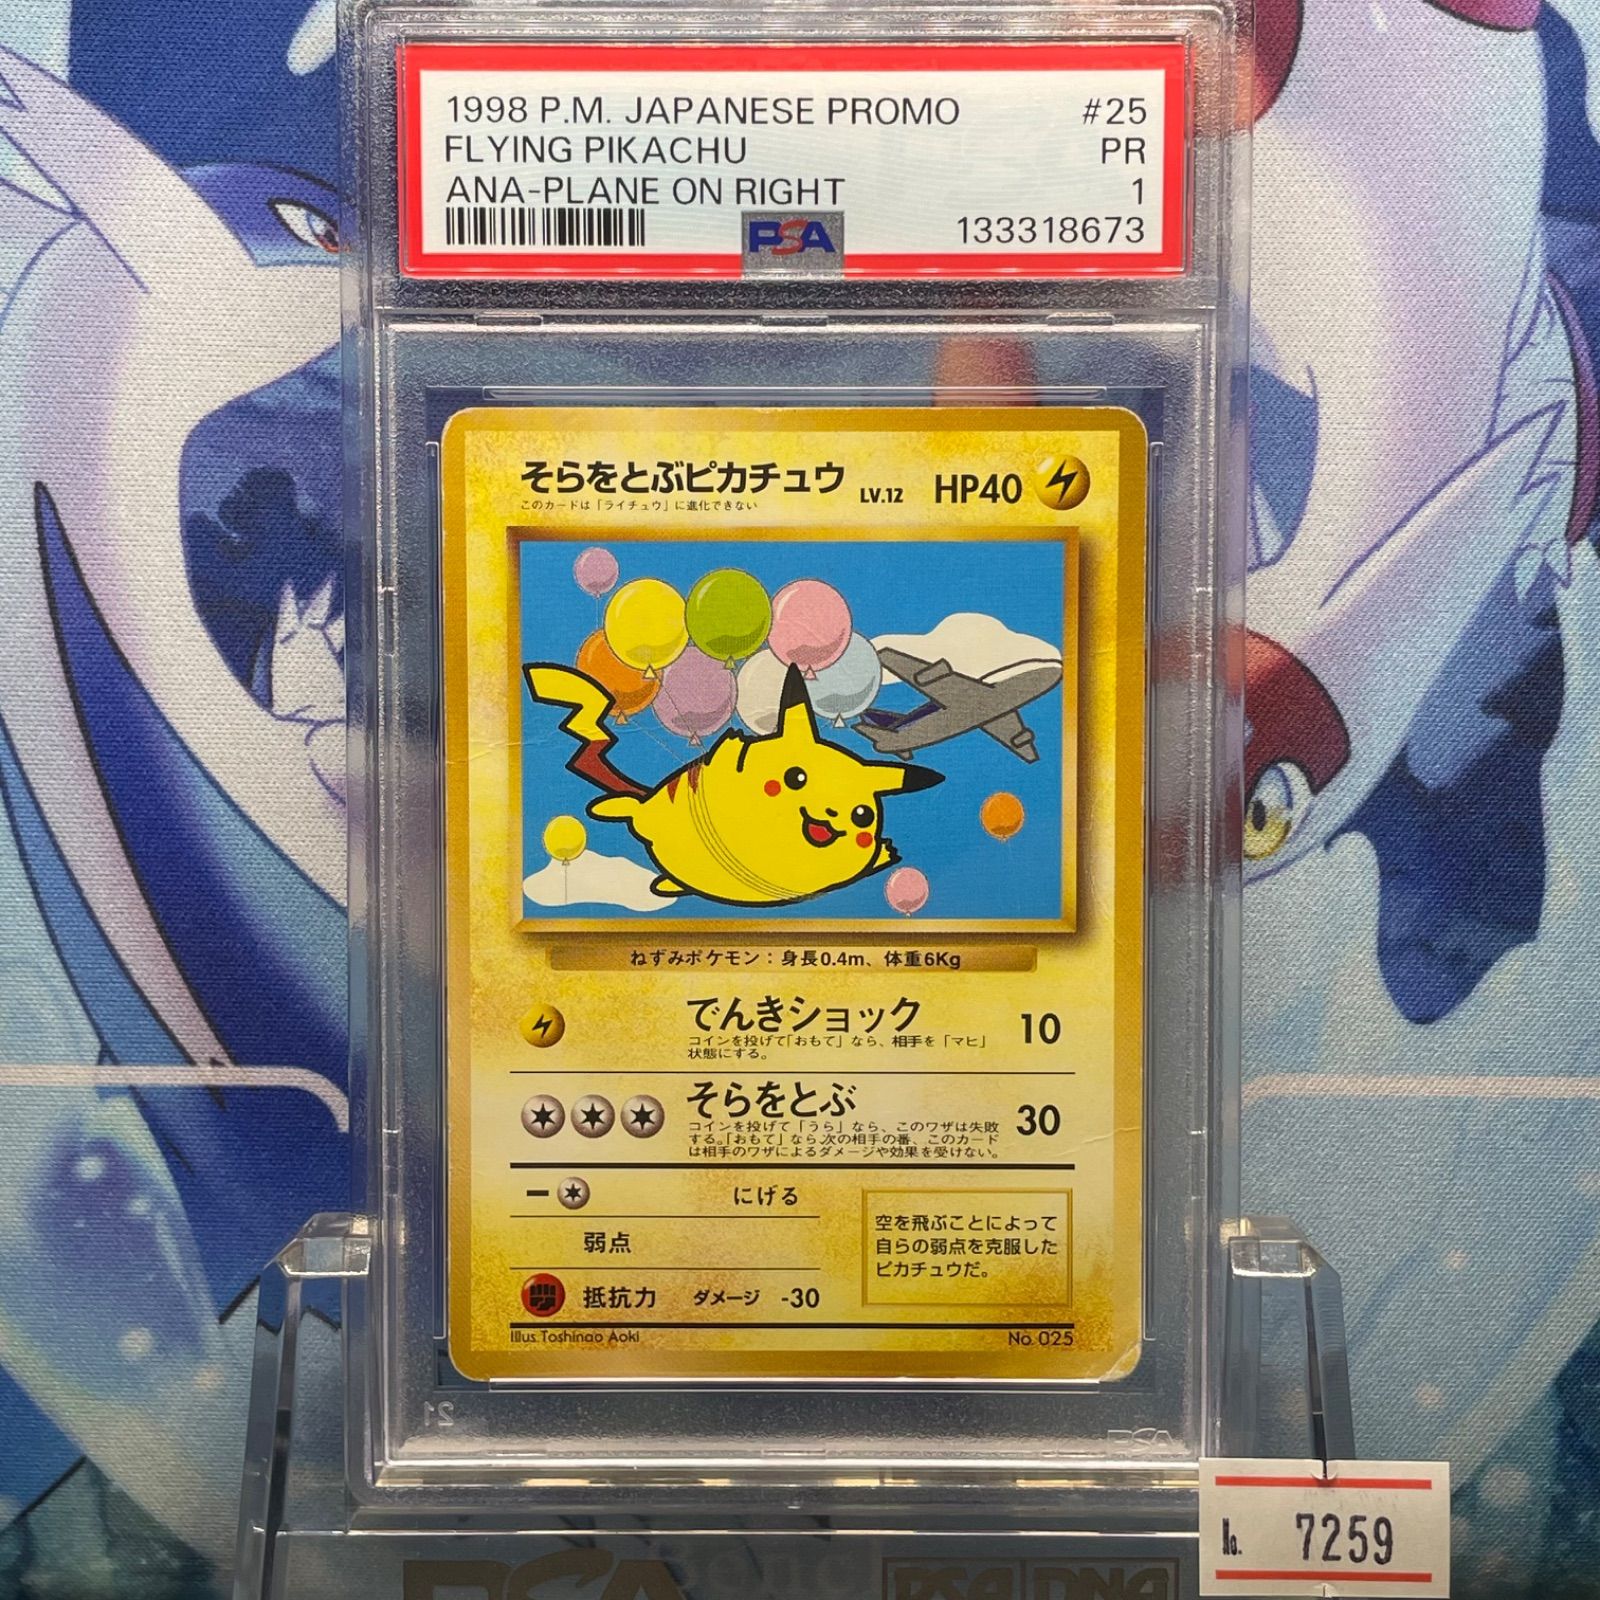 1998 P.M. JAPANESE PROMO #25
FLYING PIKACHU PR
ANA-PLANE ON RIGHT 1
PSA 133318673
そらをとぶピカチュウ LV.12 HP40
このカードは「ライチュウ」に進化できない
ねずみポケモン：身長0.4m、体重6Kg
でんきショック 10
コインを投げて「おもて」なら、相手を「マヒ」
状態にする。
そらをとぶ 30
コインを投げて「うら」なら、このワザは失敗
する。「おもて」なら次の相手の番、このカード
は相手のワザによるダメージや効果を受けない。
にげる
弱点
抵抗力 ダメージ -30
空を飛ぶことによって
自らの弱点を克服した
ピカチュウだ。
Illus. Toshinao Aoki No. 025
21
PSA
No. 7259
PSA PSA DNA